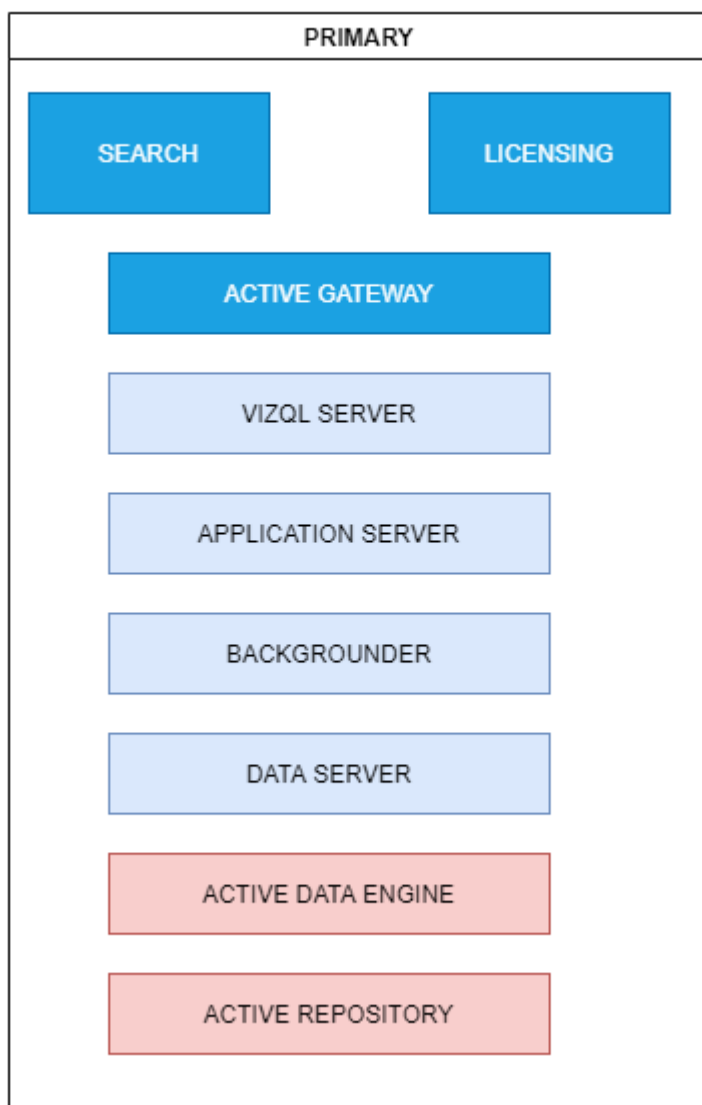 PRIMARY
SEARCH
LICENSING
ACTIVE GATEWAY
VIZQL SERVER
APPLICATION SERVER
BACKGROUNDER
DATA SERVER
ACTIVE DATA ENGINE
ACTIVE REPOSITORY